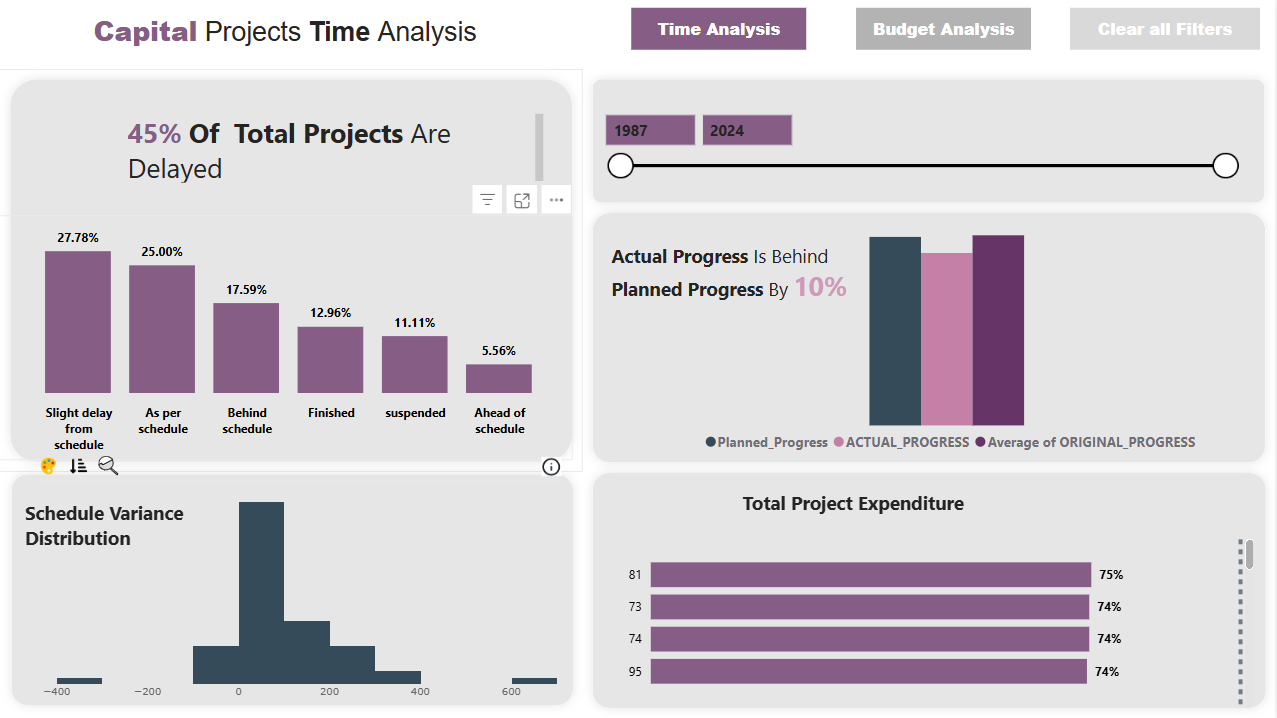 Capital Projects Time Analysis
Time Analysis
Budget Analysis
Clear all Filters
45% Of  Total Projects Are
Delayed
27.78%
25.00%
17.59%
12.96%
11.11%
5.56%
Slight delay
from
schedule
As per
schedule
Behind
schedule
Finished
suspended
Ahead of
schedule
1987
2024
Actual Progress Is Behind
Planned Progress By 10%
Planned_Progress ACTUAL_PROGRESS Average of ORIGINAL_PROGRESS
Schedule Variance
Distribution
−400 −200 0 200 400 600
Total Project Expenditure
81 75%
73 74%
74 74%
95 74%